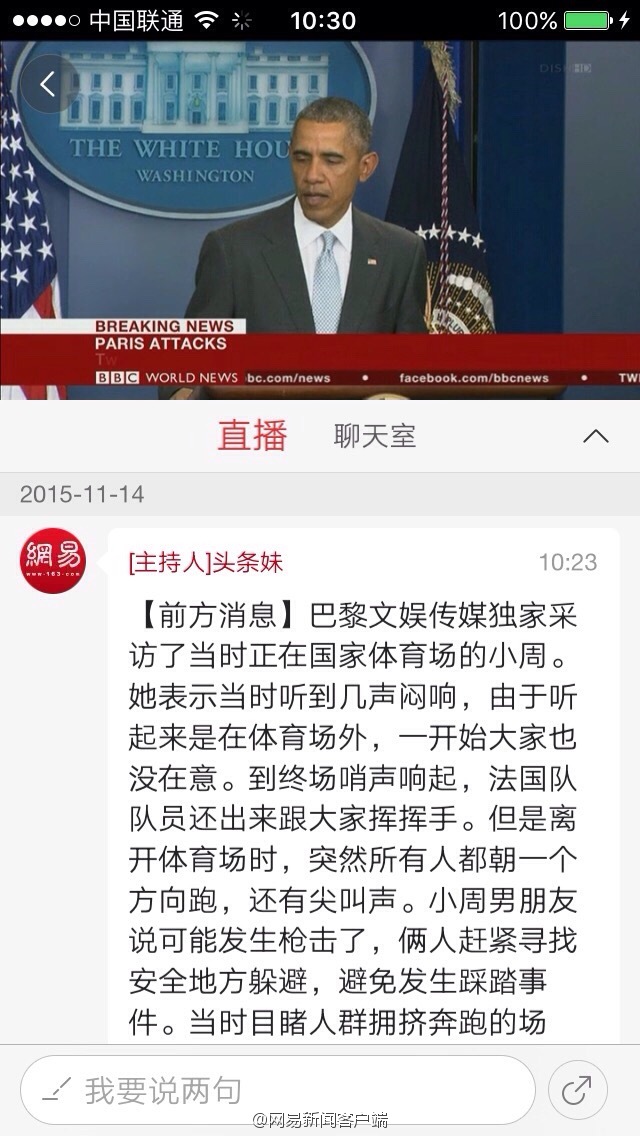 中国联通
10:30
100%
DISH HD
THE WHITE HOU
WASHINGTON
BREAKING NEWS
PARIS ATTACKS
Tw
BBC WORLD NEWS bc.com/news • facebook.com/bbcnews • TW
直播
聊天室
2015-11-14
網易
www.163.com
[主持人]头条妹
10:23
【前方消息】巴黎文娱传媒独家采
访了当时正在国家体育场的小周。
她表示当时听到几声闷响，由于听
起来是在体育场外，一开始大家也
没在意。到终场哨声响起，法国队
队员还出来跟大家挥挥手。但是离
开体育场时，突然所有人都朝一个
方向跑，还有尖叫声。小周男朋友
说可能发生枪击了，俩人赶紧寻找
安全地方躲避，避免发生踩踏事
件。当时目睹人群拥挤奔跑的场
我要说两句
@网易新闻客户端